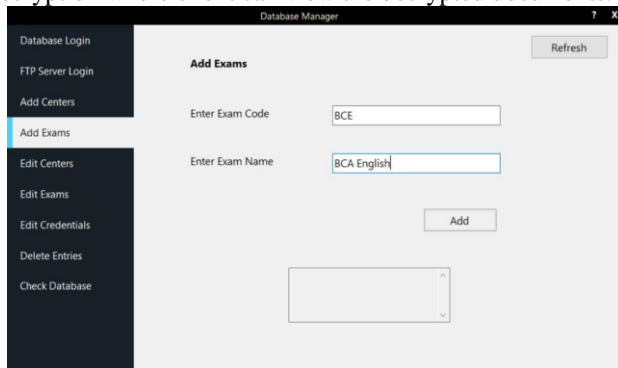 Database Manager ? X
Database Login
FTP Server Login
Add Centers
Add Exams
Edit Centers
Edit Exams
Edit Credentials
Delete Entries
Check Database
Refresh
Add Exams
Enter Exam Code BCE
Enter Exam Name BCA English
Add